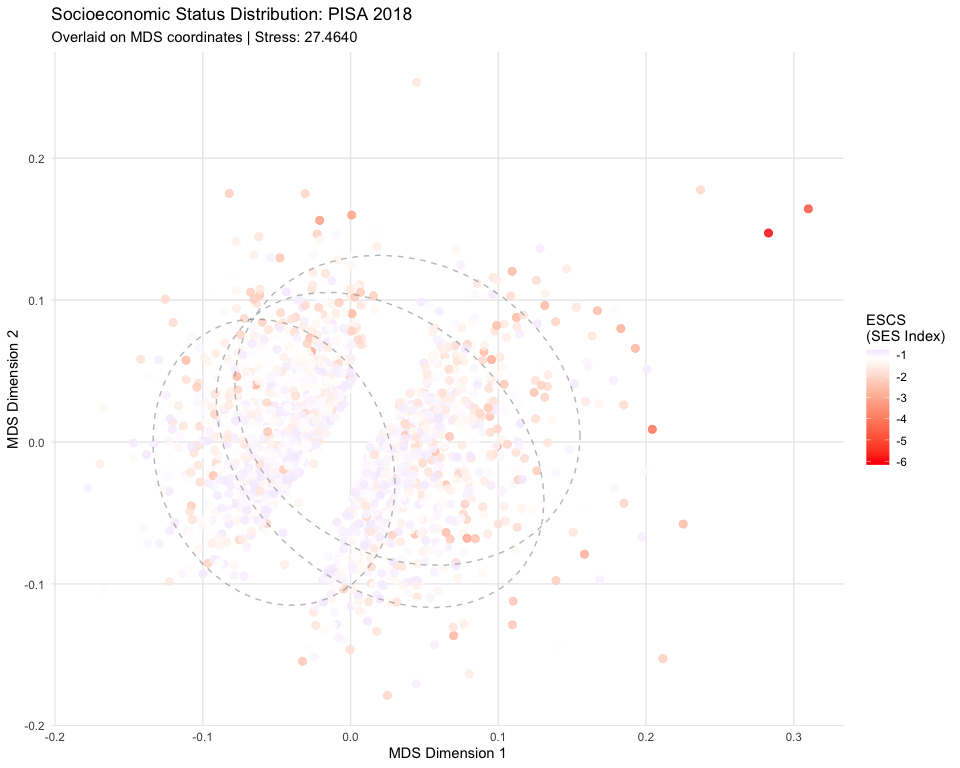 Socioeconomic Status Distribution: PISA 2018
Overlaid on MDS coordinates | Stress: 27.4640
MDS Dimension 2
0.2
0.1
0.0
-0.1
-0.2
-0.2
-0.1
0.0
0.1
0.2
0.3
MDS Dimension 1
ESCS
(SES Index)
-1
-2
-3
-4
-5
-6